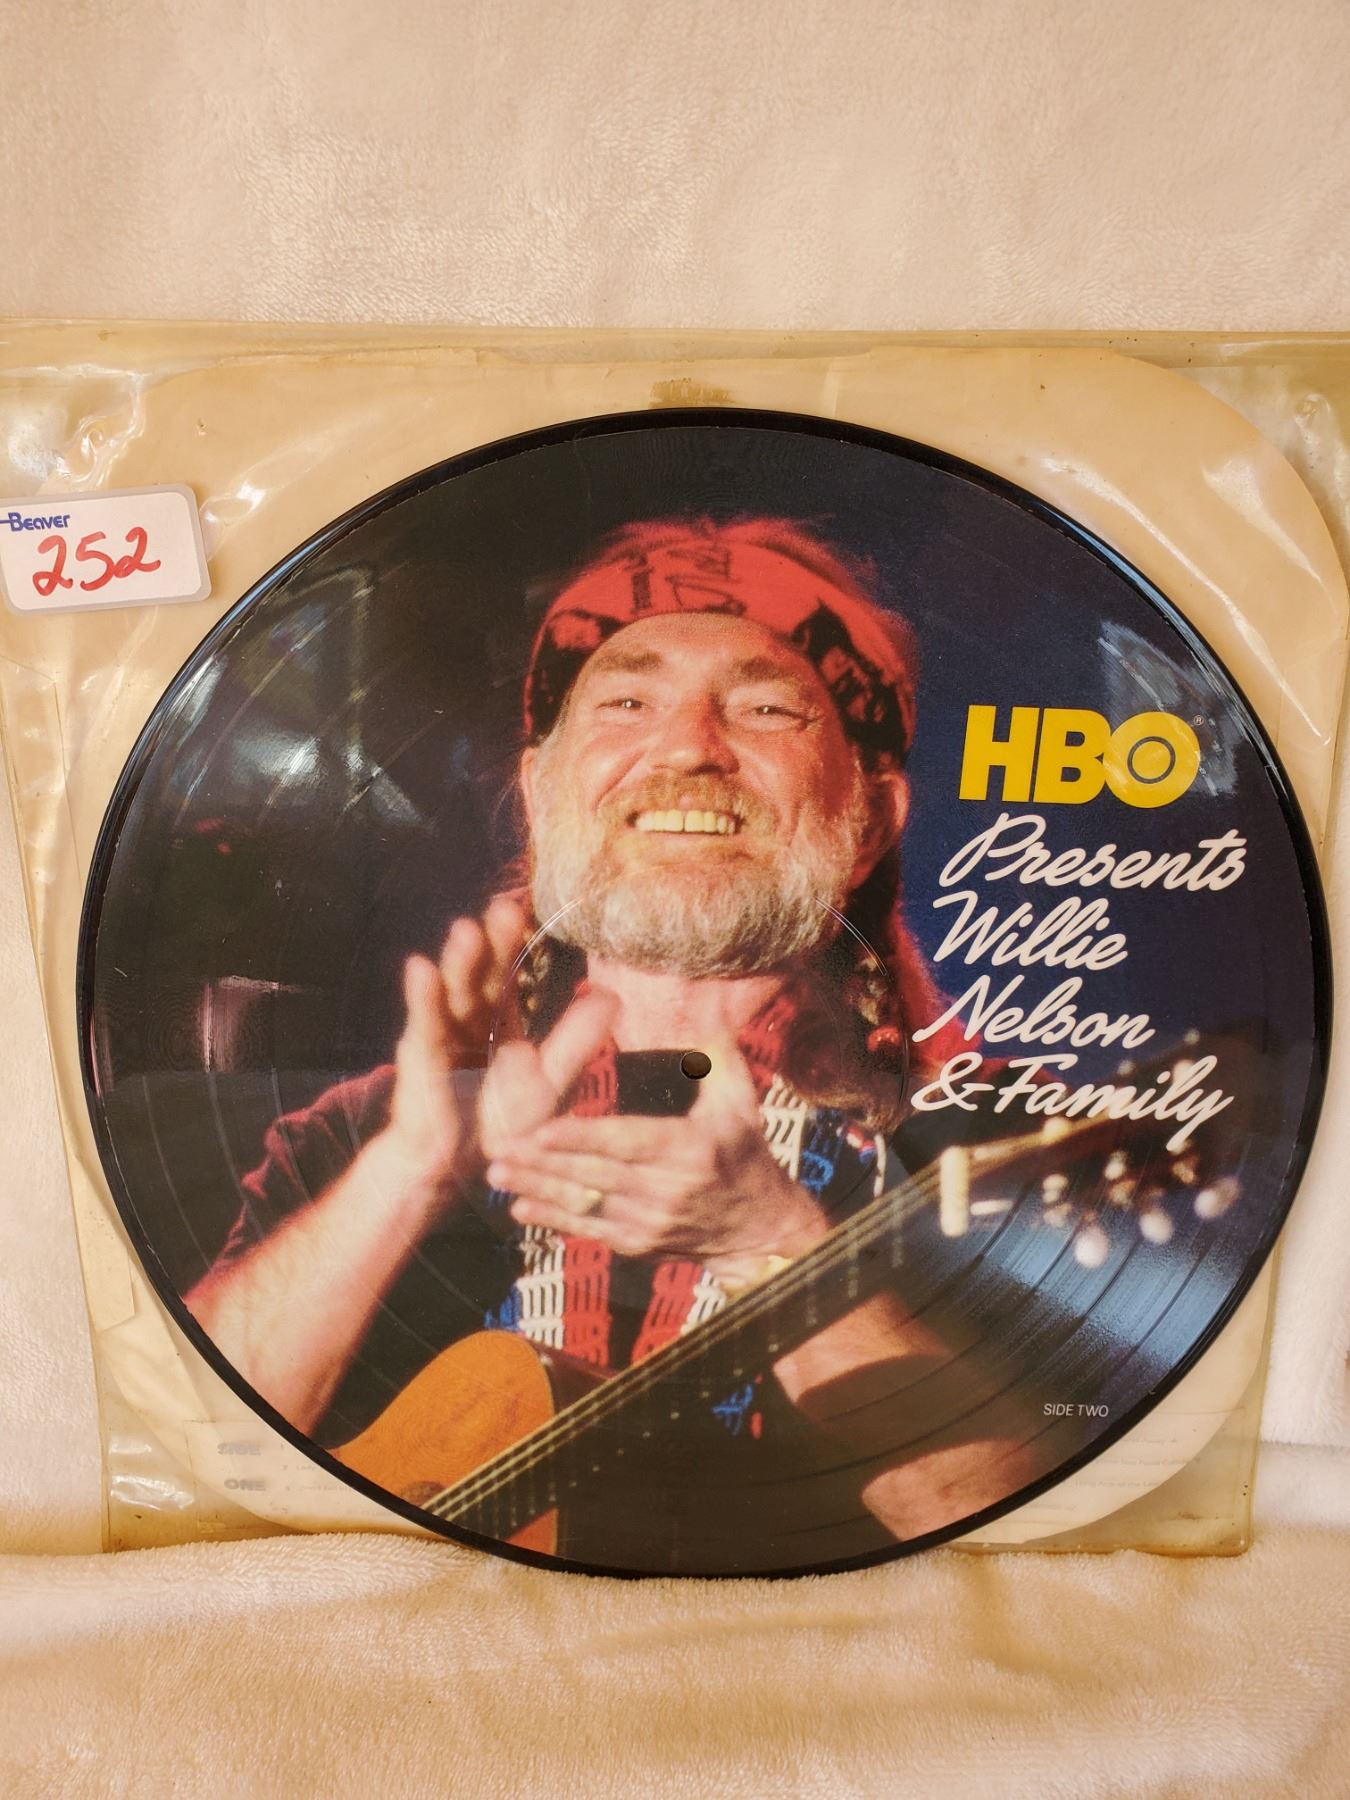 Beaver
252
HBO®
Presents
Willie
Nelson
& Family
SIDE TWO
SIDE
ONE